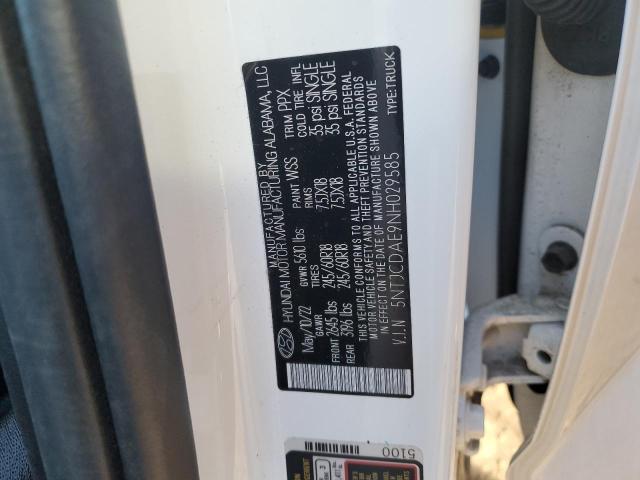 MANUFACTURED BY
HYUNDAI MOTOR MANUFACTURING ALABAMA, LLC
May/10/22 GVWR 5610 lbs PAINT WSS TRIM PPX
GAWR TIRES RIMS COLD TIRE INFL
FRONT 2645 lbs 245/60R18 7.5JX18 35 psi SINGLE
REAR 3196 lbs 245/60R18 7.5JX18 35 psi SINGLE
THIS VEHICLE CONFORMS TO ALL APPLICABLE U.S.A. FEDERAL
MOTOR VEHICLE SAFETY AND THEFT PREVENTION STANDARDS
IN EFFECT ON THE DATE OF MANUFACTURE SHOWN ABOVE
V.I.N 5NTJCDAE9NH029585 TYPE:TRUCK
5100